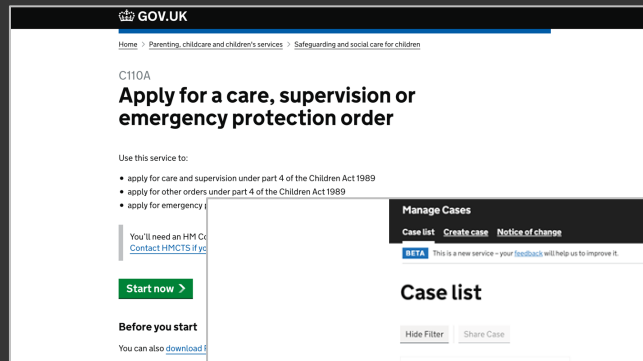 GOV.UK
Home > Parenting, childcare and children's services > Safeguarding and social care for children
C110A
Apply for a care, supervision or
emergency protection order
Use this service to:
• apply for care and supervision under part 4 of the Children Act 1989
• apply for other orders under part 4 of the Children Act 1989
• apply for emergency
You'll need an HM
Contact HMCTS if
Start now >
Before you start
You can also download
Manage Cases
Case list Create case Notice of change
BETA This is a new service – your feedback will help us to improve it.
Case list
Hide Filter Share Case